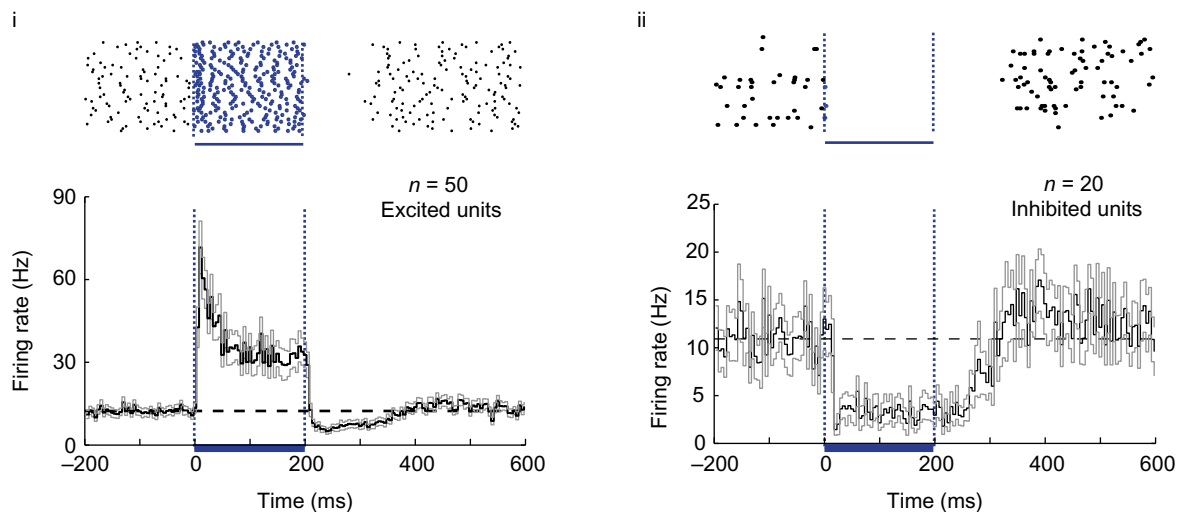 i
n = 50
Excited units
90
60
30
0
Firing rate (Hz)
–200
0
200
400
600
Time (ms)
ii
n = 20
Inhibited units
25
20
15
10
5
0
Firing rate (Hz)
–200
0
200
400
600
Time (ms)